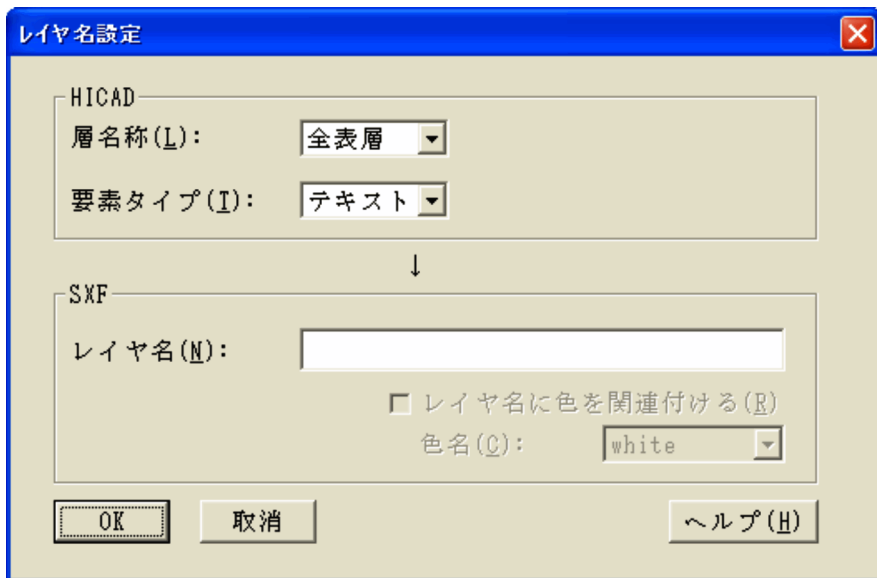 レイヤ名設定
HICAD
層名称(L): 全表層
要素タイプ(T): テキスト
↓
SXF
レイヤ名(N):
レイヤ名に色を関連付ける(R)
色名(C): white
OK 取消 ヘルプ(H)